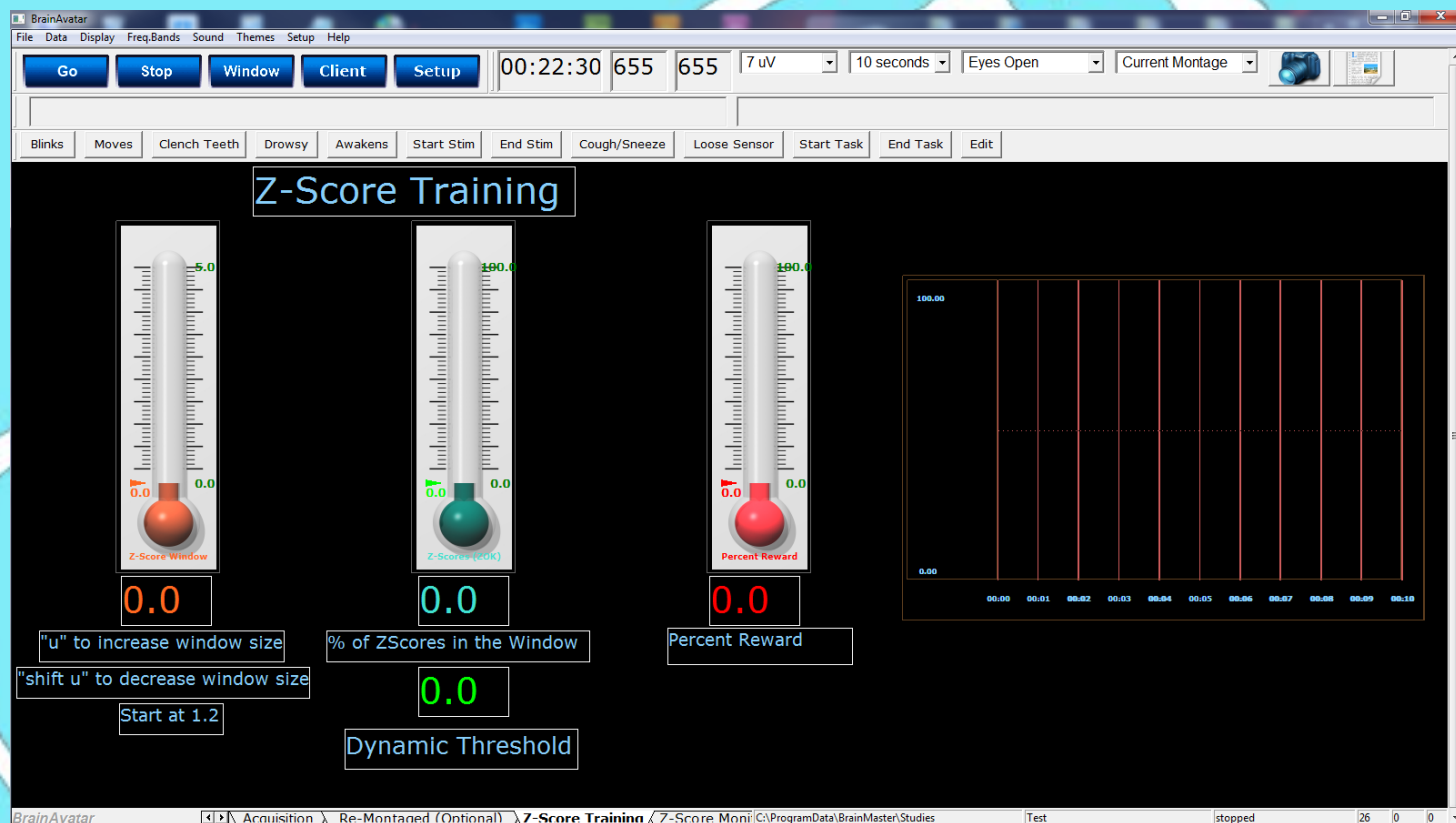 BrainAvatar
File Data Display Freq.Bands Sound Themes Setup Help
Go Stop Window Client Setup 00:22:30 655 655 7 uV 10 seconds Eyes Open Current Montage
Blinks Moves Clench Teeth Drowsy Awakens Start Stim End Stim Cough/Sneeze Loose Sensor Start Task End Task Edit
Z-Score Training
5.0 100.0 100.0
100.00
0.0 0.0 0.0 0.0 0.0 0.0
Z-Score Window Z-Scores (ZOK) Percent Reward
0.00
0.0 0.0 0.0
00:00 00:01 00:02 00:03 00:04 00:05 00:06 00:07 00:08 00:09 00:10
"u" to increase window size % of ZScores in the Window Percent Reward
"shift u" to decrease window size 0.0
Start at 1.2
Dynamic Threshold
BrainAvatar Acquisition Re-Montaged (Optional) Z-Score Training Z-Score Moni C:\ProgramData\BrainMaster\Studies Test stopped 26 0 0